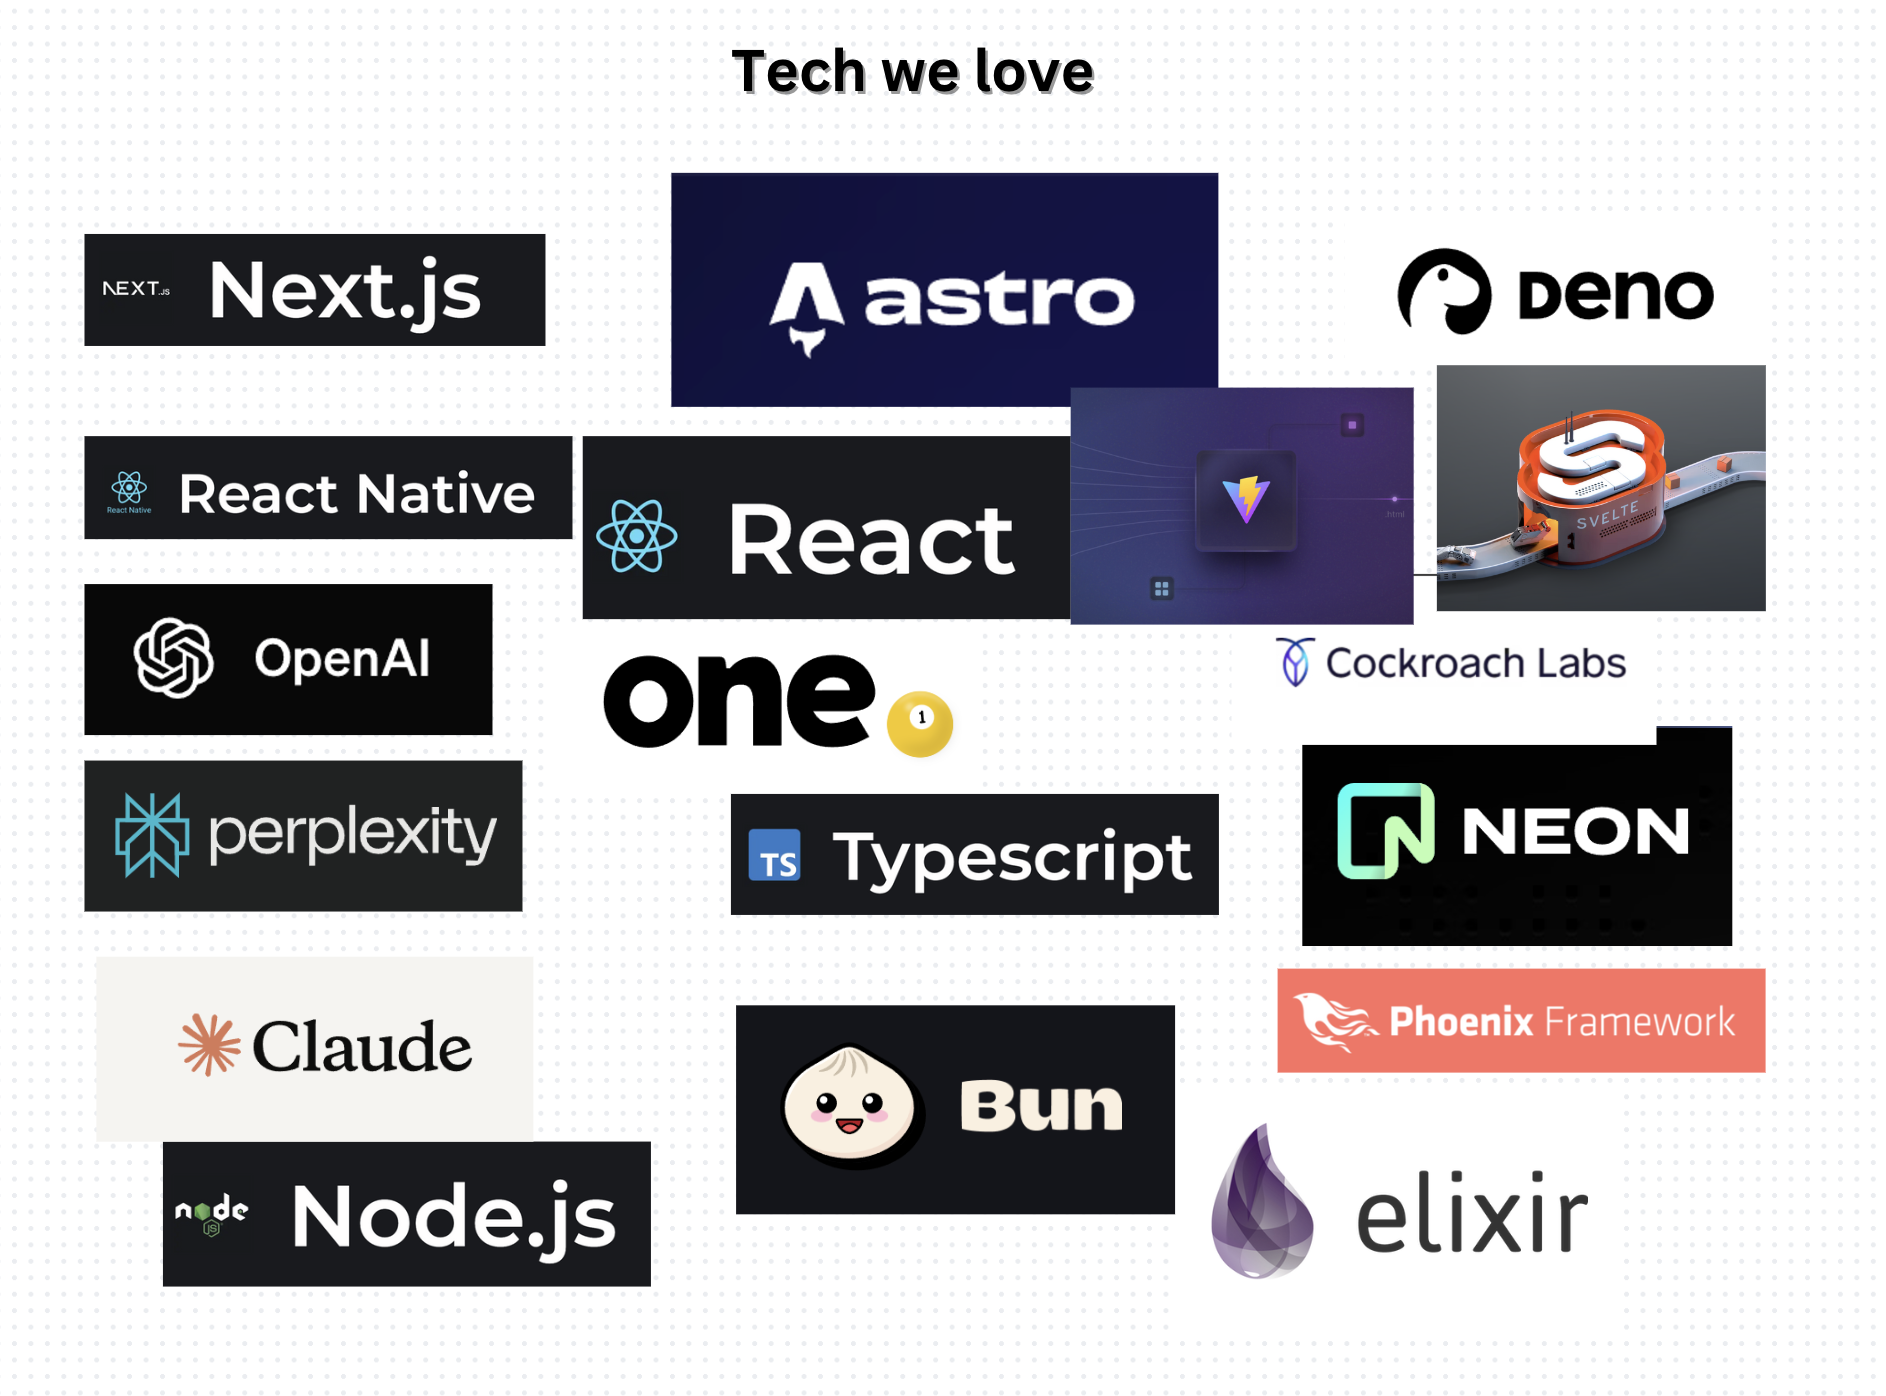 Tech we love
NEXT.JS Next.js
astro
Deno
React Native React Native
React
.html
SVELTE
OpenAI
one 1
Cockroach Labs
perplexity
TS Typescript
NEON
Claude
Bun
Phoenix Framework
node JS Node.js
elixir